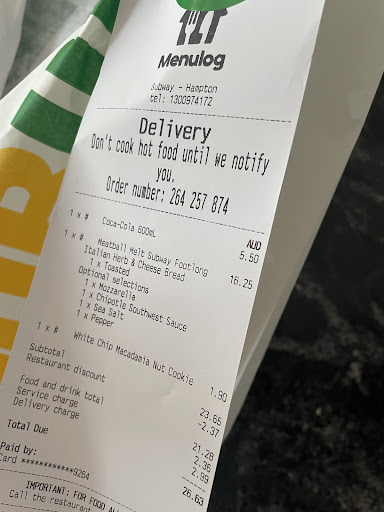 Menulog
Subway - Hampton
tel: 1300974172
Delivery
Don't cook hot food until we notify
you.
Order number: 264 257 874
AUD
1 x # Coca-Cola 600mL 5.50
1 x # Meatball Melt Subway Footlong 16.25
Italian Herb & Cheese Bread
1 x Toasted
Optional selections
1 x Mozzarella
1 x Chipotle Southwest Sauce
1 x Sea Salt
1 x Pepper
1 x # White Chip Macadamia Nut Cookie 1.90
Subtotal 23.65
Restaurant discount -2.37
Food and drink total 21.28
Service charge 2.36
Delivery charge 2.99
Total Due 26.63
Paid by:
Card ************9264
IMPORTANT: FOR FOOD
Call the restaurant